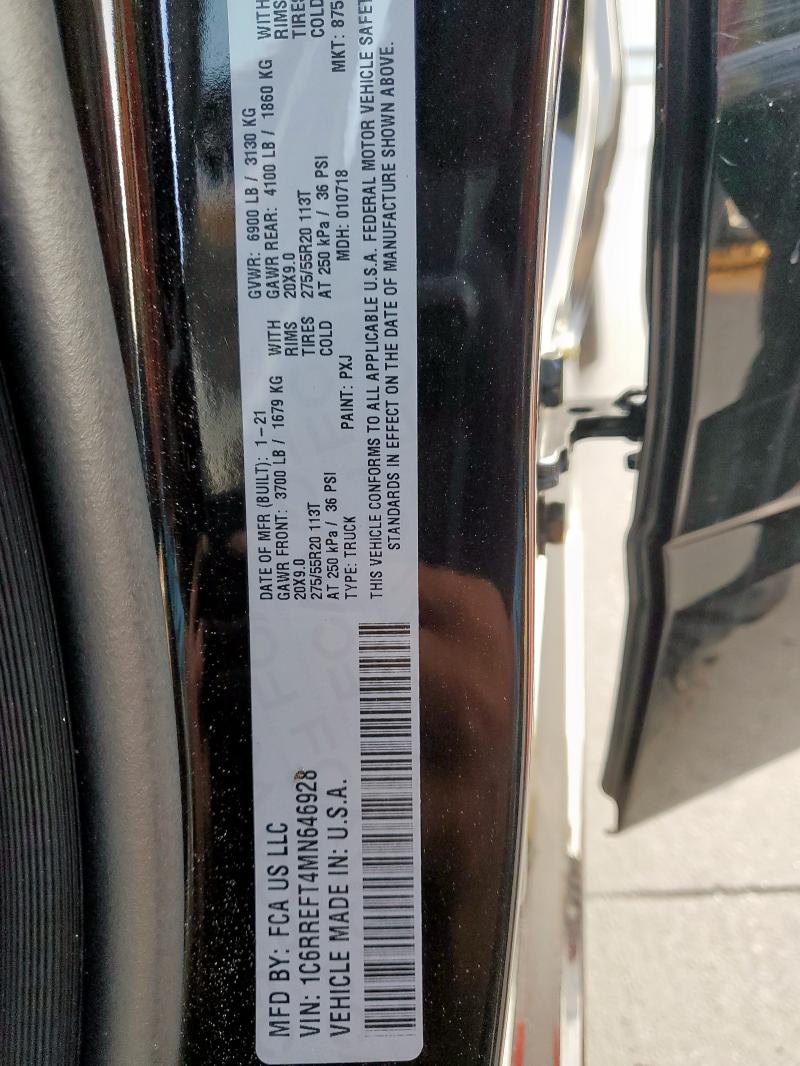 MFD BY: FCA US LLC
VIN: 1C6RREFT4MN646928
VEHICLE MADE IN: U.S.A.
DATE OF MFR (BUILT): 1-21
GVWR: 6900 LB / 3130 KG
GAWR FRONT: 3700 LB / 1679 KG WITH
GAWR REAR: 4100 LB / 1860 KG WITH
20X9.0 RIMS
20X9.0 RIMS
275/55R20 113T TIRES
275/55R20 113T TIRES
AT 250 kPa / 36 PSI COLD
AT 250 kPa / 36 PSI COLD
TYPE: TRUCK PAINT: PXJ MDH: 010718 MKT: 875
THIS VEHICLE CONFORMS TO ALL APPLICABLE U.S.A. FEDERAL MOTOR VEHICLE SAFET
STANDARDS IN EFFECT ON THE DATE OF MANUFACTURE SHOWN ABOVE.